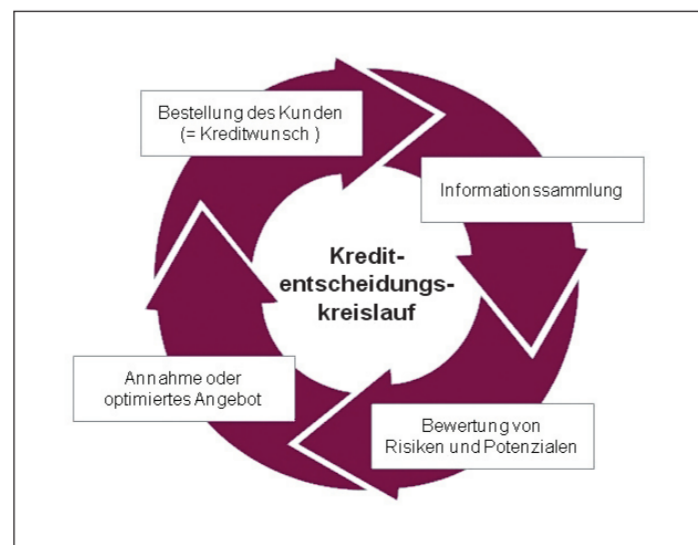 Bestellung des Kunden
(= Kreditwunsch )
Informationssammlung
Kredit-
entscheidungs-
kreislauf
Annahme oder
optimiertes Angebot
Bewertung von
Risiken und Potenzialen